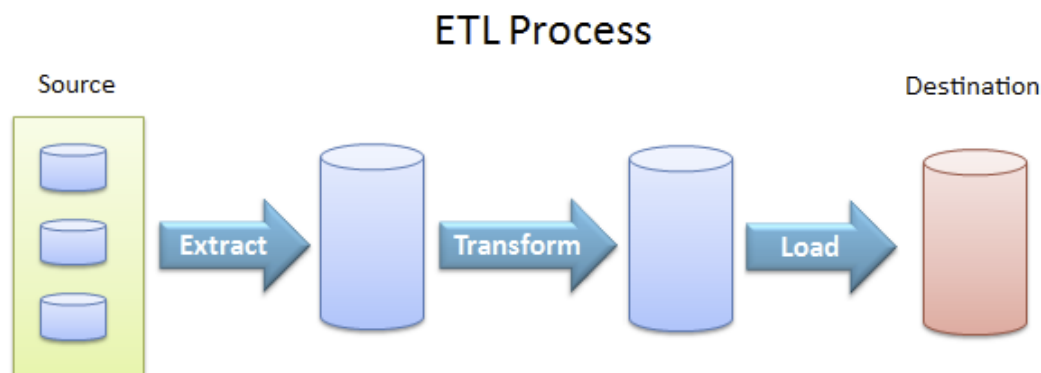 ETL Process
Source
Destination
Extract
Transform
Load